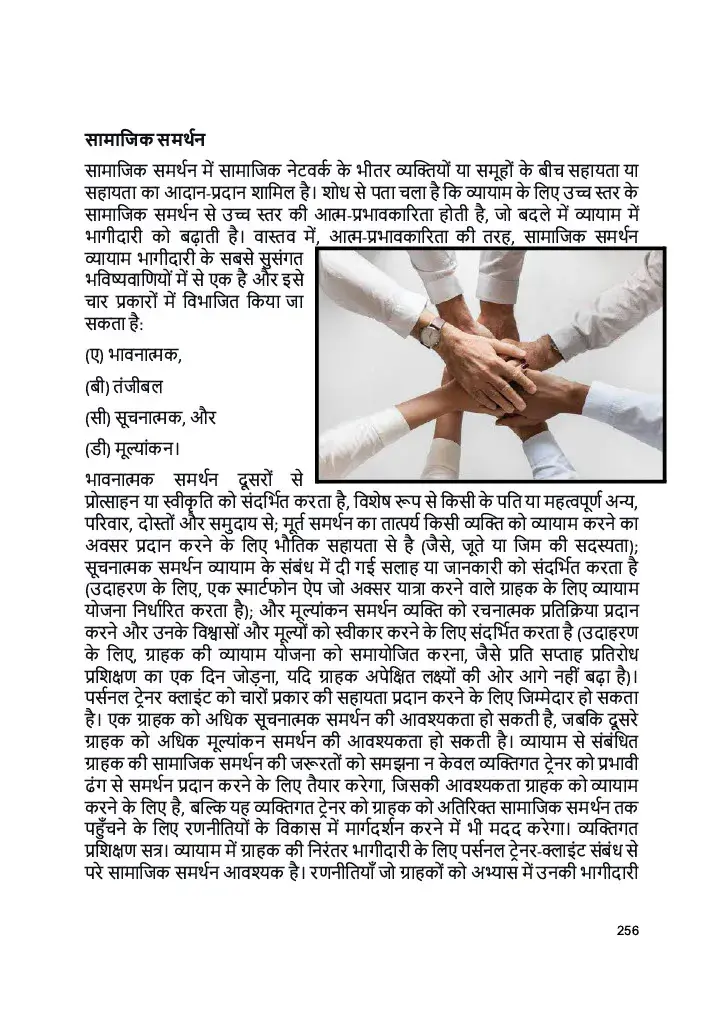 सामाजिक समर्थन
सामाजिक समर्थन में सामाजिक नेटवर्क के भीतर व्यक्तियों या समूहों के बीच सहायता या
सहायता का आदान-प्रदान शामिल है। शोध से पता चला है कि व्यायाम के लिए उच्च स्तर के
सामाजिक समर्थन से उच्च स्तर की आत्म-प्रभावकारिता होती है, जो बदले में व्यायाम में
भागीदारी को बढ़ाती है। वास्तव में, आत्म-प्रभावकारिता की तरह, सामाजिक समर्थन
व्यायाम भागीदारी के सबसे सुसंगत
भविष्यवाणियों में से एक है और इसे
चार प्रकारों में विभाजित किया जा
सकता है:
(ए) भावनात्मक,
(बी) तंजीबल
(सी) सूचनात्मक, और
(डी) मूल्यांकन।
भावनात्मक समर्थन दूसरों से
प्रोत्साहन या स्वीकृति को संदर्भित करता है, विशेष रूप से किसी के पति या महत्वपूर्ण अन्य,
परिवार, दोस्तों और समुदाय से; मूर्त समर्थन का तात्पर्य किसी व्यक्ति को व्यायाम करने का
अवसर प्रदान करने के लिए भौतिक सहायता से है (जैसे, जूते या जिम की सदस्यता);
सूचनात्मक समर्थन व्यायाम के संबंध में दी गई सलाह या जानकारी को संदर्भित करता है
(उदाहरण के लिए, एक स्मार्टफोन ऐप जो अक्सर यात्रा करने वाले ग्राहक के लिए व्यायाम
योजना निर्धारित करता है); और मूल्यांकन समर्थन व्यक्ति को रचनात्मक प्रतिक्रिया प्रदान
करने और उनके विश्वासों और मूल्यों को स्वीकार करने के लिए संदर्भित करता है (उदाहरण
के लिए, ग्राहक की व्यायाम योजना को समायोजित करना, जैसे प्रति सप्ताह प्रतिरोध
प्रशिक्षण का एक दिन जोड़ना, यदि ग्राहक अपेक्षित लक्ष्यों की ओर आगे नहीं बढ़ा है)।
पर्सनल ट्रेनर क्लाइंट को चारों प्रकार की सहायता प्रदान करने के लिए जिम्मेदार हो सकता
है। एक ग्राहक को अधिक सूचनात्मक समर्थन की आवश्यकता हो सकती है, जबकि दूसरे
ग्राहक को अधिक मूल्यांकन समर्थन की आवश्यकता हो सकती है। व्यायाम से संबंधित
ग्राहक की सामाजिक समर्थन की जरूरतों को समझना न केवल व्यक्तिगत ट्रेनर को प्रभावी
ढंग से समर्थन प्रदान करने के लिए तैयार करेगा, जिसकी आवश्यकता ग्राहक को व्यायाम
करने के लिए है, बल्कि यह व्यक्तिगत ट्रेनर को ग्राहक को अतिरिक्त सामाजिक समर्थन तक
पहुँचने के लिए रणनीतियों के विकास में मार्गदर्शन करने में भी मदद करेगा। व्यक्तिगत
प्रशिक्षण सत्र। व्यायाम में ग्राहक की निरंतर भागीदारी के लिए पर्सनल ट्रेनर-क्लाइंट संबंध से
परे सामाजिक समर्थन आवश्यक है। रणनीतियाँ जो ग्राहकों को अभ्यास में उनकी भागीदारी
256